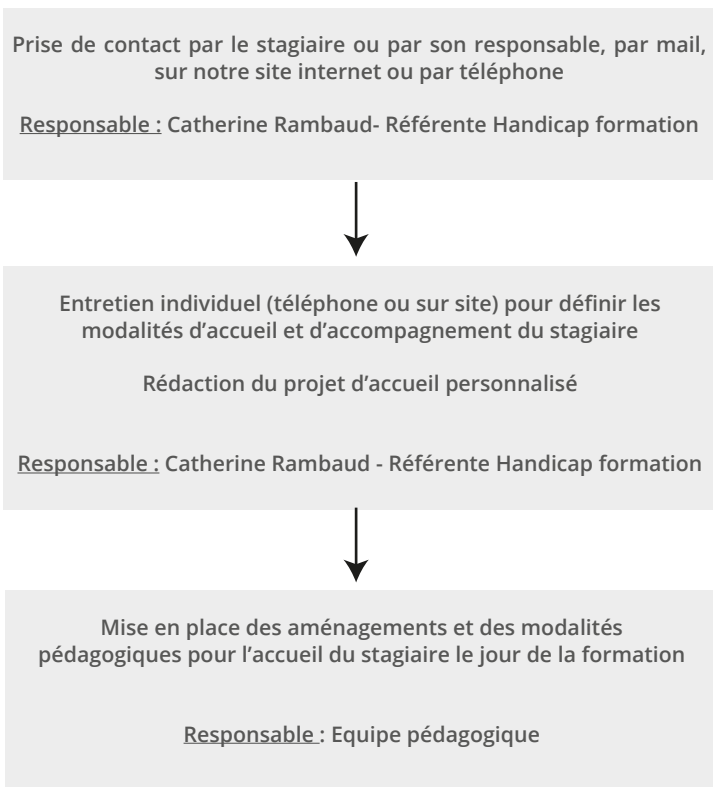 Prise de contact par le stagiaire ou par son responsable, par mail,
sur notre site internet ou par téléphone
Responsable : Catherine Rambaud- Référente Handicap formation
Entretien individuel (téléphone ou sur site) pour définir les
modalités d’accueil et d’accompagnement du stagiaire
Rédaction du projet d’accueil personnalisé
Responsable : Catherine Rambaud - Référente Handicap formation
Mise en place des aménagements et des modalités
pédagogiques pour l’accueil du stagiaire le jour de la formation
Responsable : Equipe pédagogique